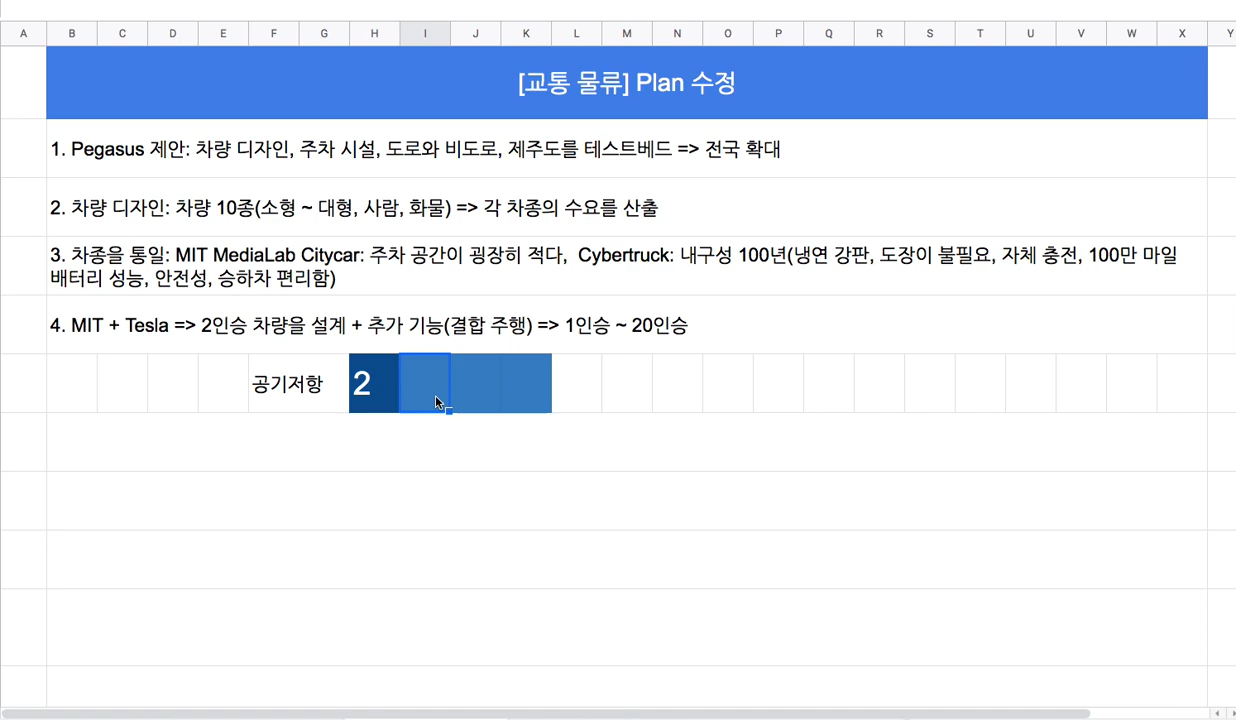 A B C D E F G H I J K L M N O P Q R S T U V W X Y
[교통 물류] Plan 수정
1. Pegasus 제안: 차량 디자인, 주차 시설, 도로와 비도로, 제주도를 테스트베드 => 전국 확대
2. 차량 디자인: 차량 10종(소형 ~ 대형, 사람, 화물) => 각 차종의 수요를 산출
3. 차종을 통일: MIT MediaLab Citycar: 주차 공간이 굉장히 적다, Cybertruck: 내구성 100년(냉연 강판, 도장이 불필요, 자체 충전, 100만 마일
배터리 성능, 안전성, 승하차 편리함)
4. MIT + Tesla => 2인승 차량을 설계 + 추가 기능(결합 주행) => 1인승 ~ 20인승
공기저항 2